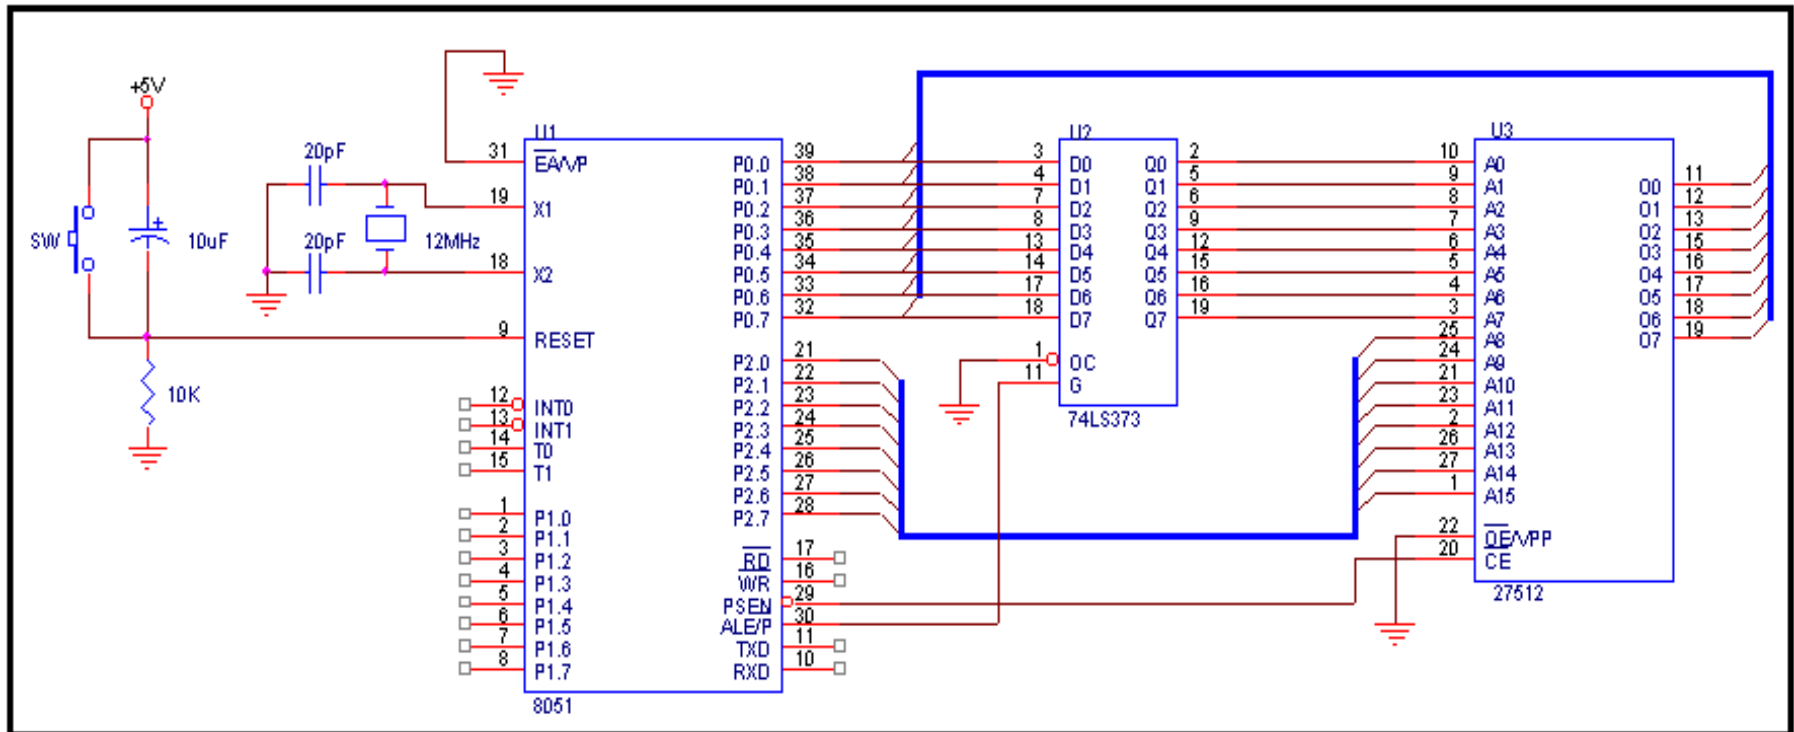 +5V
SW
10uF
10K
20pF
20pF
12MHz
U1
31 EA/VP
19 X1
18 X2
9 RESET
12 INT0
13 INT1
14 T0
15 T1
1 P1.0
2 P1.1
3 P1.2
4 P1.3
5 P1.4
6 P1.5
7 P1.6
8 P1.7
P0.0 39
P0.1 38
P0.2 37
P0.3 36
P0.4 35
P0.5 34
P0.6 33
P0.7 32
P2.0 21
P2.1 22
P2.2 23
P2.3 24
P2.4 25
P2.5 26
P2.6 27
P2.7 28
RD 17
WR 16
PSEN 29
ALE/P 30
TXD 11
RXD 10
8051
U2
3 D0 Q0 2
4 D1 Q1 5
7 D2 Q2 6
8 D3 Q3 9
13 D4 Q4 12
14 D5 Q5 15
17 D6 Q6 16
18 D7 Q7 19
1 OC
11 G
74LS373
U3
10 A0
9 A1
8 A2
7 A3
6 A4
5 A5
4 A6
3 A7
25 A8
24 A9
21 A10
23 A11
2 A12
26 A13
27 A14
1 A15
22 OE/VPP
20 CE
O0 11
O1 12
O2 13
O3 15
O4 16
O5 17
O6 18
O7 19
27512